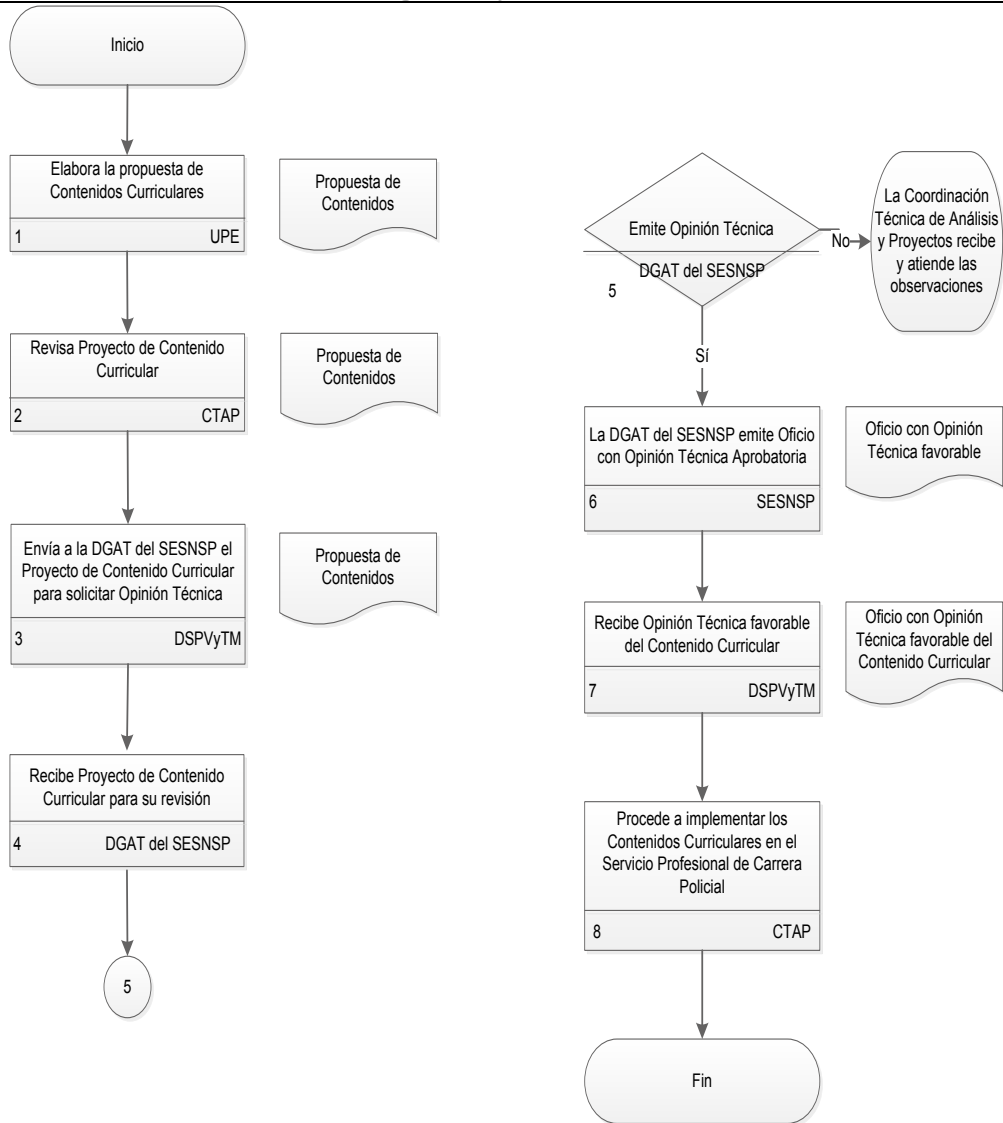 Inicio
Elabora la propuesta de
Contenidos Curriculares
1 UPE
Propuesta de
Contenidos
Revisa Proyecto de Contenido
Curricular
2 CTAP
Propuesta de
Contenidos
Envía a la DGAT del SESNSP el
Proyecto de Contenido Curricular
para solicitar Opinión Técnica
3 DSPVyTM
Propuesta de
Contenidos
Recibe Proyecto de Contenido
Curricular para su revisión
4 DGAT del SESNSP
5
Emite Opinión Técnica
DGAT del SESNSP
5
No
La Coordinación
Técnica de Análisis
y Proyectos recibe
y atiende las
observaciones
Sí
La DGAT del SESNSP emite Oficio
con Opinión Técnica Aprobatoria
6 SESNSP
Oficio con Opinión
Técnica favorable
Recibe Opinión Técnica favorable
del Contenido Curricular
7 DSPVyTM
Oficio con Opinión
Técnica favorable del
Contenido Curricular
Procede a implementar los
Contenidos Curriculares en el
Servicio Profesional de Carrera
Policial
8 CTAP
Fin